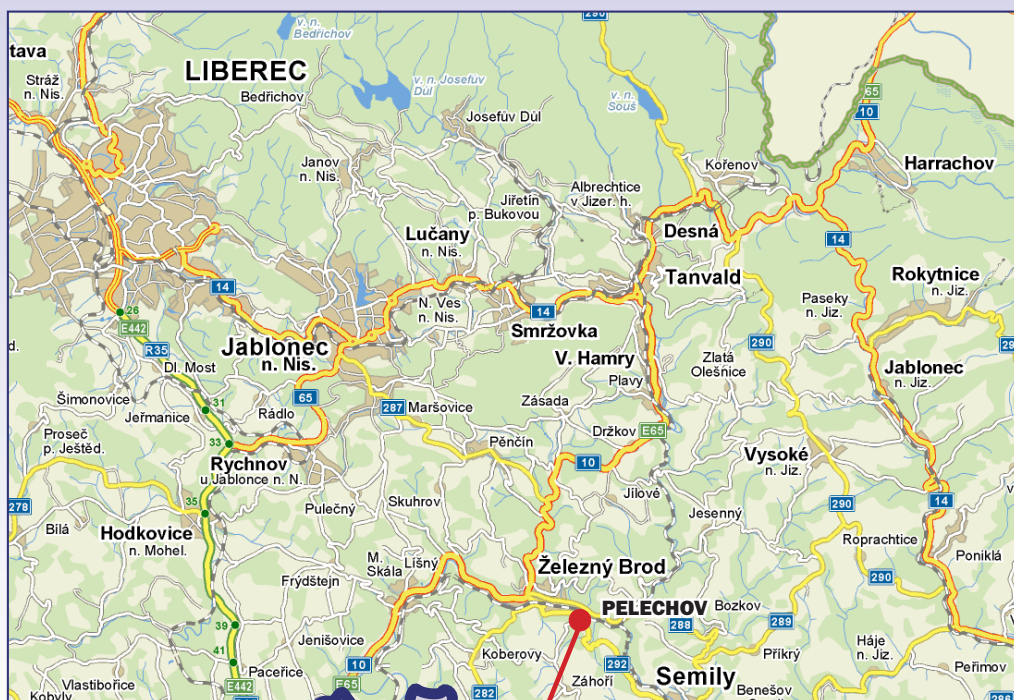 290
v. n.
Bedřichov
tava
LIBEREC
Stráž
n. Nis.
Bedřichov
v. n. Josefův
Důl
v. n.
Souš
65
10
Josefův Důl
Harrachov
Kořenov
Janov
n. Nis.
Albrechtice
v Jizer. h.
Jiřetín
p. Bukovou
Lučany
n. Nis.
Desná
14
Tanvald
Rokytnice
n. Jiz.
14
N. Ves
n. Nis.
14
Paseky
n. Jiz.
26
E442
Smržovka
R35
Jablonec
n. Nis.
V. Hamry
290
29
d.
Dl. Most
Zlatá
Olešnice
Jablonec
n. Jiz.
Plavy
Šimonovice
31
65
287
Maršovice
Zásada
Jeřmanice
Rádlo
Proseč
p. Ještěd.
33
Pěnčín
Držkov
E65
Rychnov
u Jablonce n. N.
10
Vysoké
n. Jiz.
278
35
Skuhrov
Jílové
290
14
Pulečný
Jesenný
Bílá
Hodkovice
n. Mohel.
Roprachtice
Poniklá
M.
Skála
Líšný
Železný Brod
Frýdštejn
290
PELECHOV
Bozkov
39
288
289
V
Jenišovice
Háje
n. Jiz.
41
Koberovy
Příkrý
10
292
Peřimov
Paceřice
E65
Záhoří
Semily
Vlastibořice
E442
282
Benešov
Kobyly
286